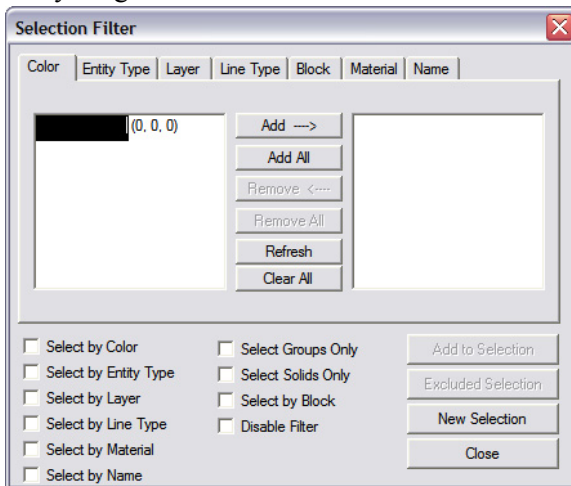 Selection Filter
Color Entity Type Layer Line Type Block Material Name
(0, 0, 0)
Add ---->
Add All
Remove <----
Remove All
Refresh
Clear All
Select by Color
Select by Entity Type
Select by Layer
Select by Line Type
Select by Material
Select by Name
Select Groups Only
Select Solids Only
Select by Block
Disable Filter
Add to Selection
Excluded Selection
New Selection
Close